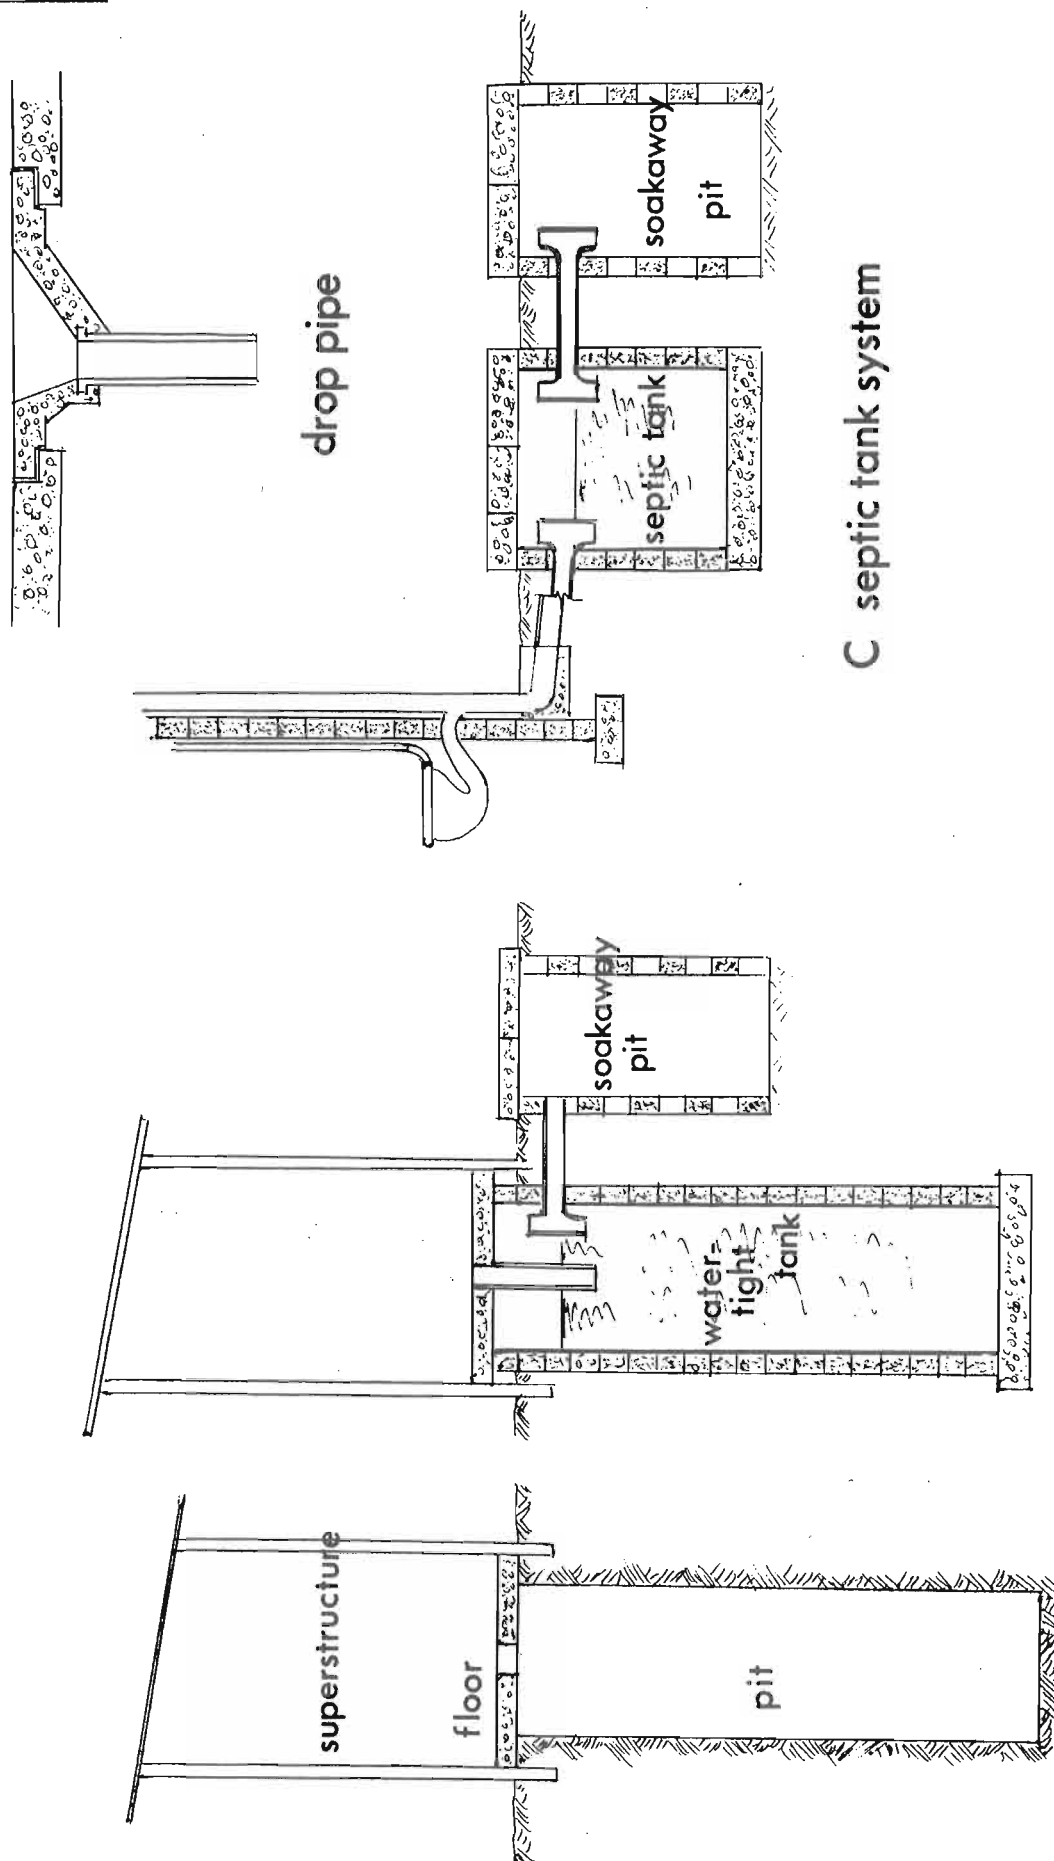 superstructure
floor
pit
water-
tight
tank
soakaway
pit
drop pipe
septic tank
soakaway
pit
C septic tank system